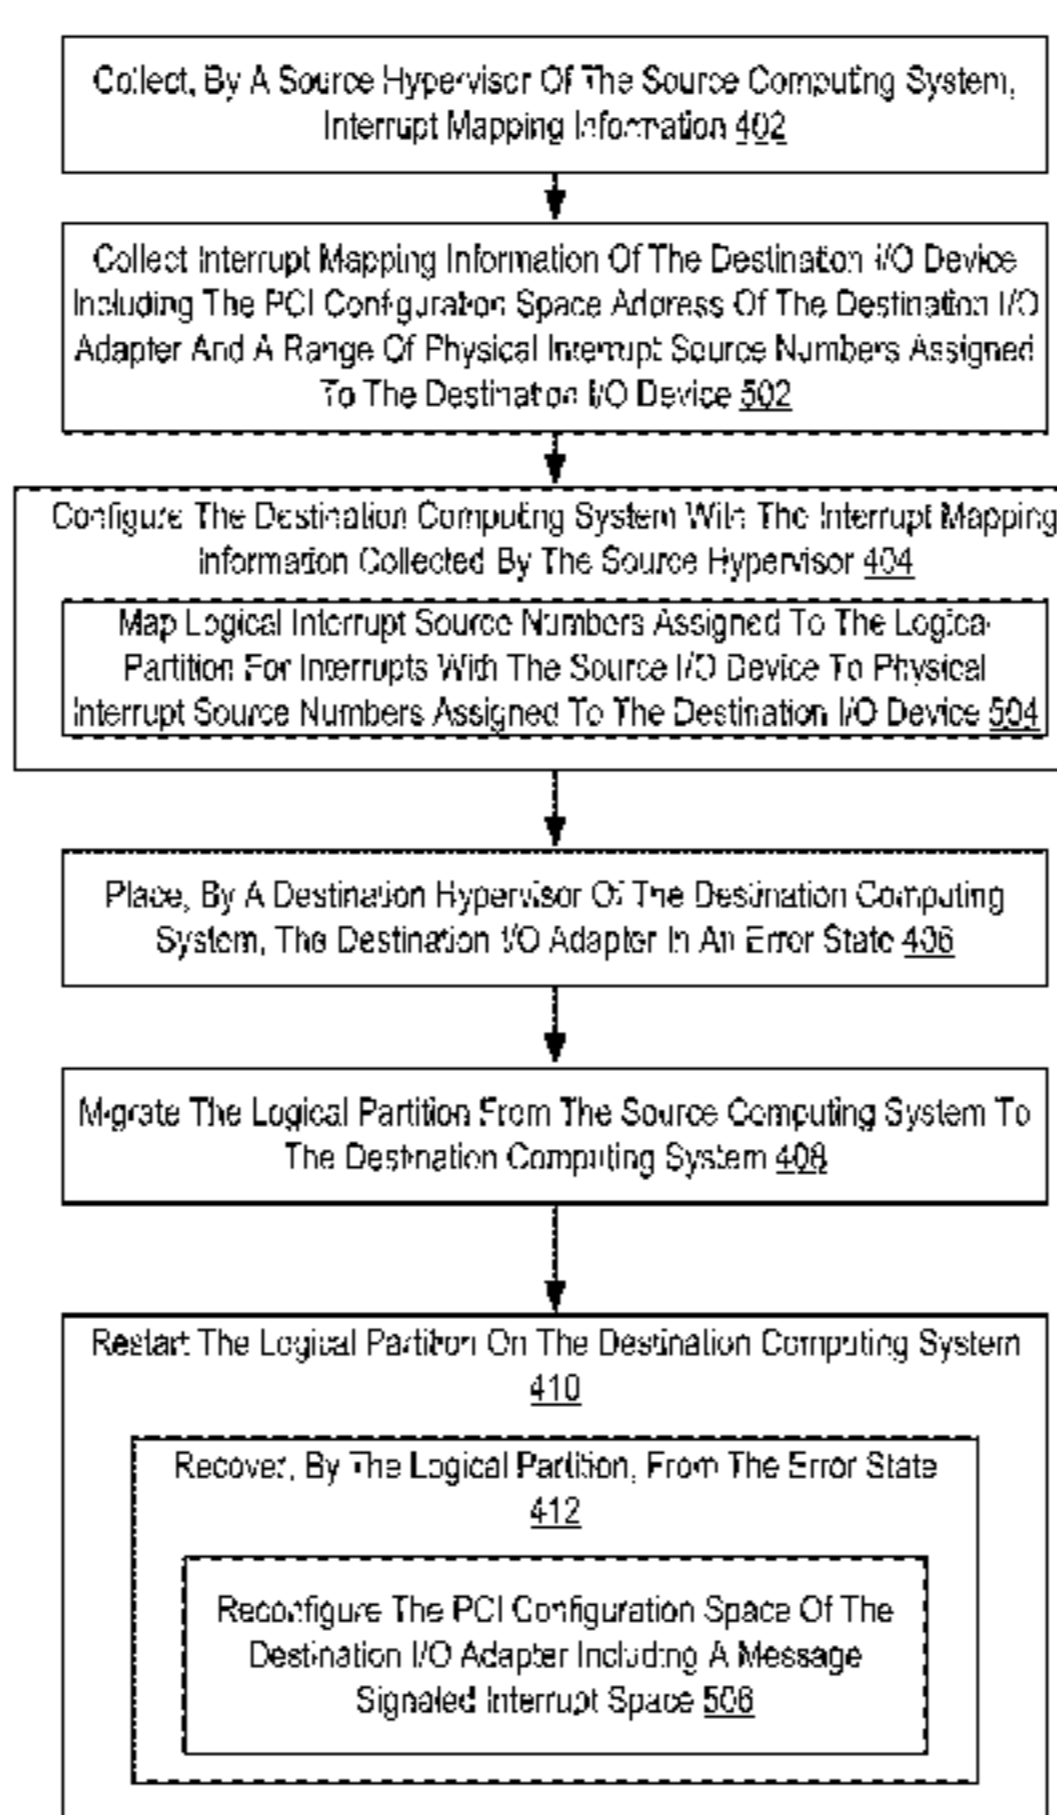 Collect, By A Source Hypervisor Of The Source Computing System,
Interrupt Mapping Information 402
Collect Interrupt Mapping Information Of The Destination I/O Device
Including The PCI Configuration Space Address Of The Destination I/O
Adapter And A Range Of Physical Interrupt Source Numbers Assigned
To The Destination I/O Device 502
Configure The Destination Computing System With The Interrupt Mapping
Information Collected By The Source Hypervisor 404
Map Logical Interrupt Source Numbers Assigned To The Logical
Partition For Interrupts With The Source I/O Device To Physical
Interrupt Source Numbers Assigned To The Destination I/O Device 504
Place, By A Destination Hypervisor Of The Destination Computing
System, The Destination I/O Adapter In An Error State 406
Migrate The Logical Partition From The Source Computing System To
The Destination Computing System 408
Restart The Logical Partition On The Destination Computing System
410
Recover, By The Logical Partition, From The Error State
412
Reconfigure The PCI Configuration Space Of The
Destination I/O Adapter Including A Message
Signaled Interrupt Space 506